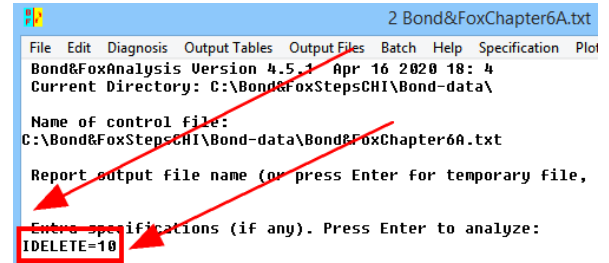 2 Bond&FoxChapter6A.txt
File Edit Diagnosis Output Tables Output Files Batch Help Specification Plot
Bond&FoxAnalysis Version 4.5.1 Apr 16 2020 18: 4
Current Directory: C:\Bond&FoxStepsCHI\Bond-data\
Name of control file:
C:\Bond&FoxStepsCHI\Bond-data\Bond&FoxChapter6A.txt
Report output file name (or press Enter for temporary file,
Extra specifications (if any). Press Enter to analyze:
IDELETE=10